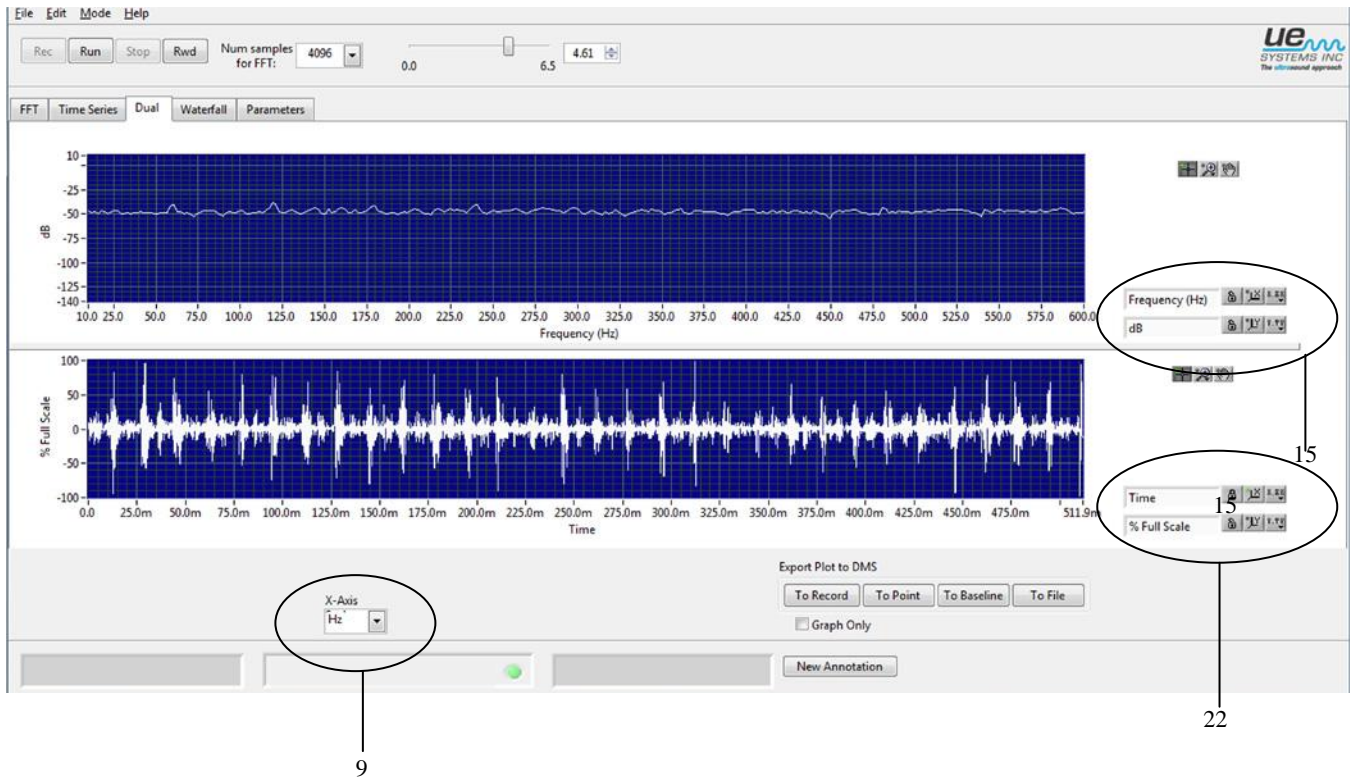 File Edit Mode Help
Rec Run Stop Rwd Num samples for FFT: 4096 0.0 6.5 4.61
ue
SYSTEMS INC
The ultrasound approach
FFT Time Series Dual Waterfall Parameters
10
-25
-50
-75
-100
-125
-140
dB
10.0 25.0 50.0 75.0 100.0 125.0 150.0 175.0 200.0 225.0 250.0 275.0 300.0 325.0 350.0 375.0 400.0 425.0 450.0 475.0 500.0 525.0 550.0 575.0 600.0
Frequency (Hz)
Frequency (Hz)
dB
15
100
50
0
-50
-100
% Full Scale
0.0 25.0m 50.0m 75.0m 100.0m 125.0m 150.0m 175.0m 200.0m 225.0m 250.0m 275.0m 300.0m 325.0m 350.0m 375.0m 400.0m 425.0m 450.0m 475.0m 511.9m
Time
Time
15
% Full Scale
Export Plot to DMS
To Record To Point To Baseline To File
Graph Only
X-Axis
Hz
New Annotation
22
9